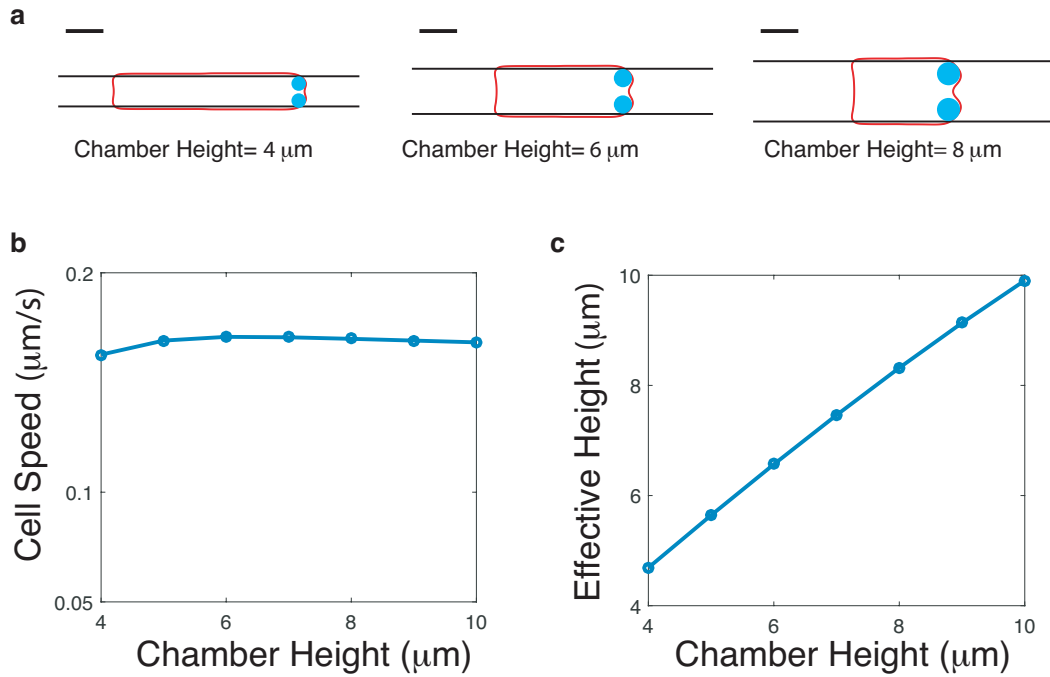 a
Chamber Height= 4 μm
Chamber Height= 6 μm
Chamber Height= 8 μm
b
0.2
0.1
0.05
4
6
8
10
Cell Speed (μm/s)
Chamber Height (μm)
c
10
8
6
4
4
6
8
10
Effective Height (μm)
Chamber Height (μm)